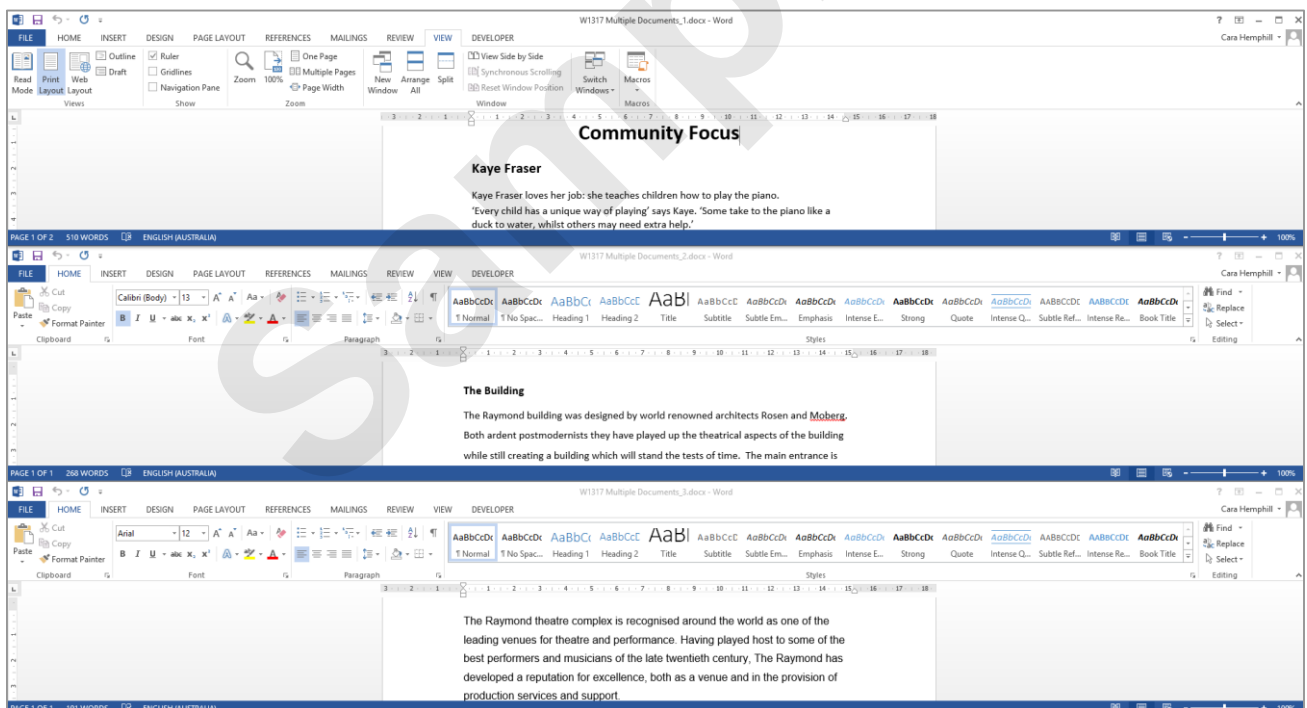 W1317 Multiple Documents_1.docx - Word
FILE HOME INSERT DESIGN PAGE LAYOUT REFERENCES MAILINGS REVIEW VIEW DEVELOPER Cara Hemphill
Outline Ruler One Page View Side by Side
Draft Gridlines Multiple Pages Synchronous Scrolling
Read Mode Print Layout Web Layout Navigation Pane Zoom 100% Page Width New Window Arrange All Split Reset Window Position Switch Windows Macros
Views Show Zoom Window Macros
Community Focus
Kaye Fraser
Kaye Fraser loves her job: she teaches children how to play the piano.
‘Every child has a unique way of playing’ says Kaye. ‘Some take to the piano like a
duck to water, whilst others may need extra help.’
PAGE 1 OF 2 510 WORDS ENGLISH (AUSTRALIA) 100%
W1317 Multiple Documents_2.docx - Word
FILE HOME INSERT DESIGN PAGE LAYOUT REFERENCES MAILINGS REVIEW VIEW DEVELOPER Cara Hemphill
Cut Find
Copy Calibri (Body) 13 Replace
Paste Format Painter Select
¶ Normal ¶ No Spac... Heading 1 Heading 2 Title Subtitle Subtle Em... Emphasis Intense E... Strong Quote Intense Q... Subtle Ref... Intense Re... Book Title
Clipboard Font Paragraph Styles Editing
The Building
The Raymond building was designed by world renowned architects Rosen and Moberg.
Both ardent postmodernists they have played up the theatrical aspects of the building
while still creating a building which will stand the tests of time. The main entrance is
PAGE 1 OF 1 268 WORDS ENGLISH (AUSTRALIA) 100%
W1317 Multiple Documents_3.docx - Word
FILE HOME INSERT DESIGN PAGE LAYOUT REFERENCES MAILINGS REVIEW VIEW DEVELOPER Cara Hemphill
Cut Find
Copy Arial 12 Replace
Paste Format Painter Select
¶ Normal ¶ No Spac... Heading 1 Heading 2 Title Subtitle Subtle Em... Emphasis Intense E... Strong Quote Intense Q... Subtle Ref... Intense Re... Book Title
Clipboard Font Paragraph Styles Editing
The Raymond theatre complex is recognised around the world as one of the
leading venues for theatre and performance. Having played host to some of the
best performers and musicians of the late twentieth century, The Raymond has
developed a reputation for excellence, both as a venue and in the provision of
production services and support.
PAGE 1 OF 1 101 WORDS ENGLISH (AUSTRALIA) 100%